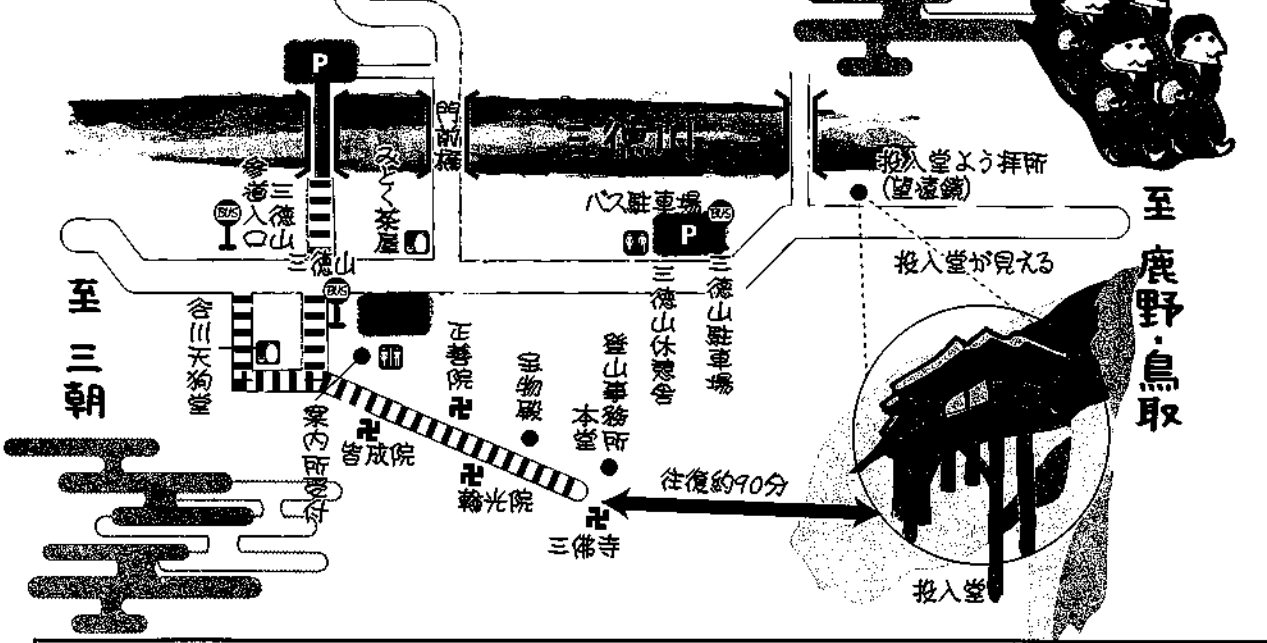 P
門前橋
三徳川
参道入口
三徳山
BUS
みとく茶屋
投入堂よう拝所
(望遠鏡)
バス駐車場
BUS
P
三徳山
BUS
投入堂が見える
至 鹿野・鳥取
至 三朝
谷川天狗堂
正善院
宝物殿
登山事務所
本堂
三徳山休憩舎
三徳山駐車場
案内所受付
皆成院
輪光院
往復約90分
三佛寺
投入堂